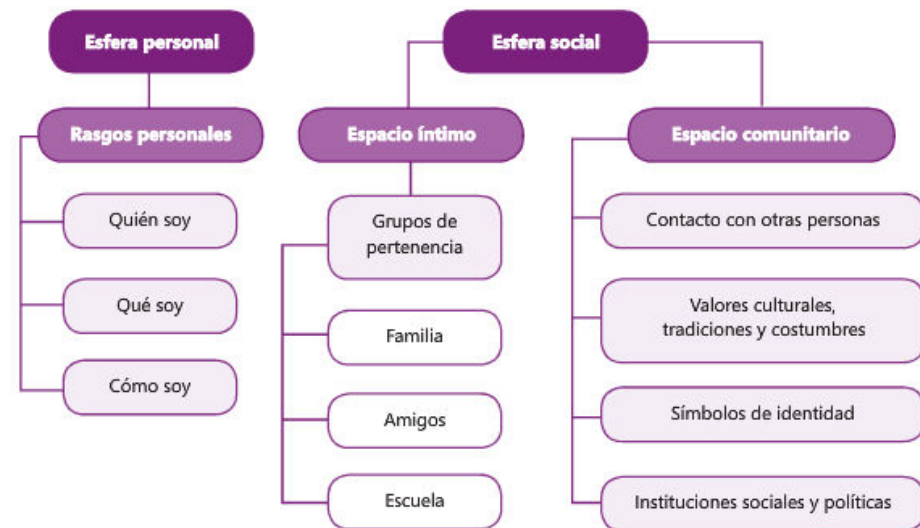 Esfera personal
Rasgos personales
Quién soy
Qué soy
Cómo soy
Esfera social
Espacio íntimo
Grupos de
pertenencia
Familia
Amigos
Escuela
Espacio comunitario
Contacto con otras personas
Valores culturales,
tradiciones y costumbres
Símbolos de identidad
Instituciones sociales y políticas